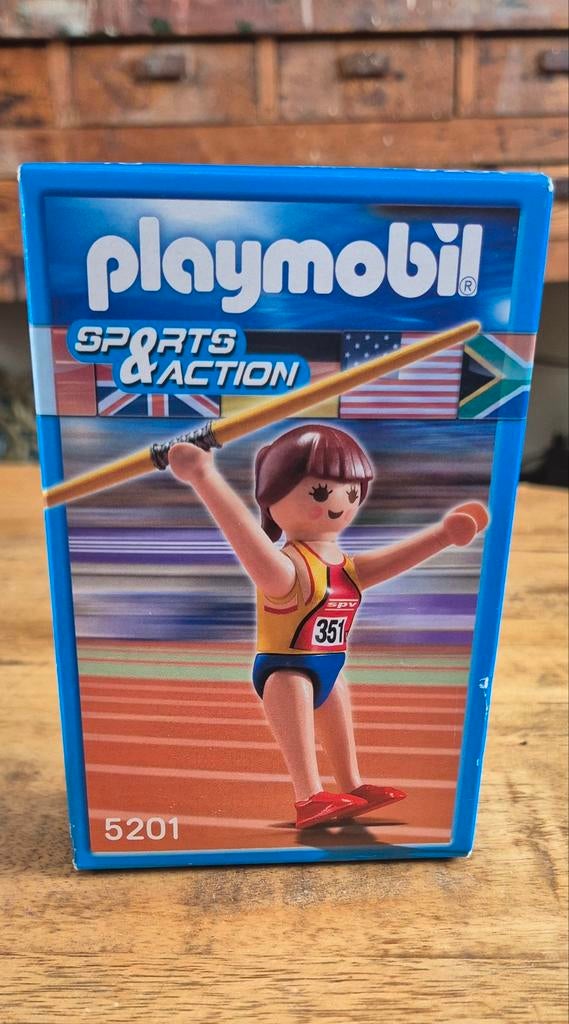 playmobil®
SPORTS
& ACTION
spv
351
5201